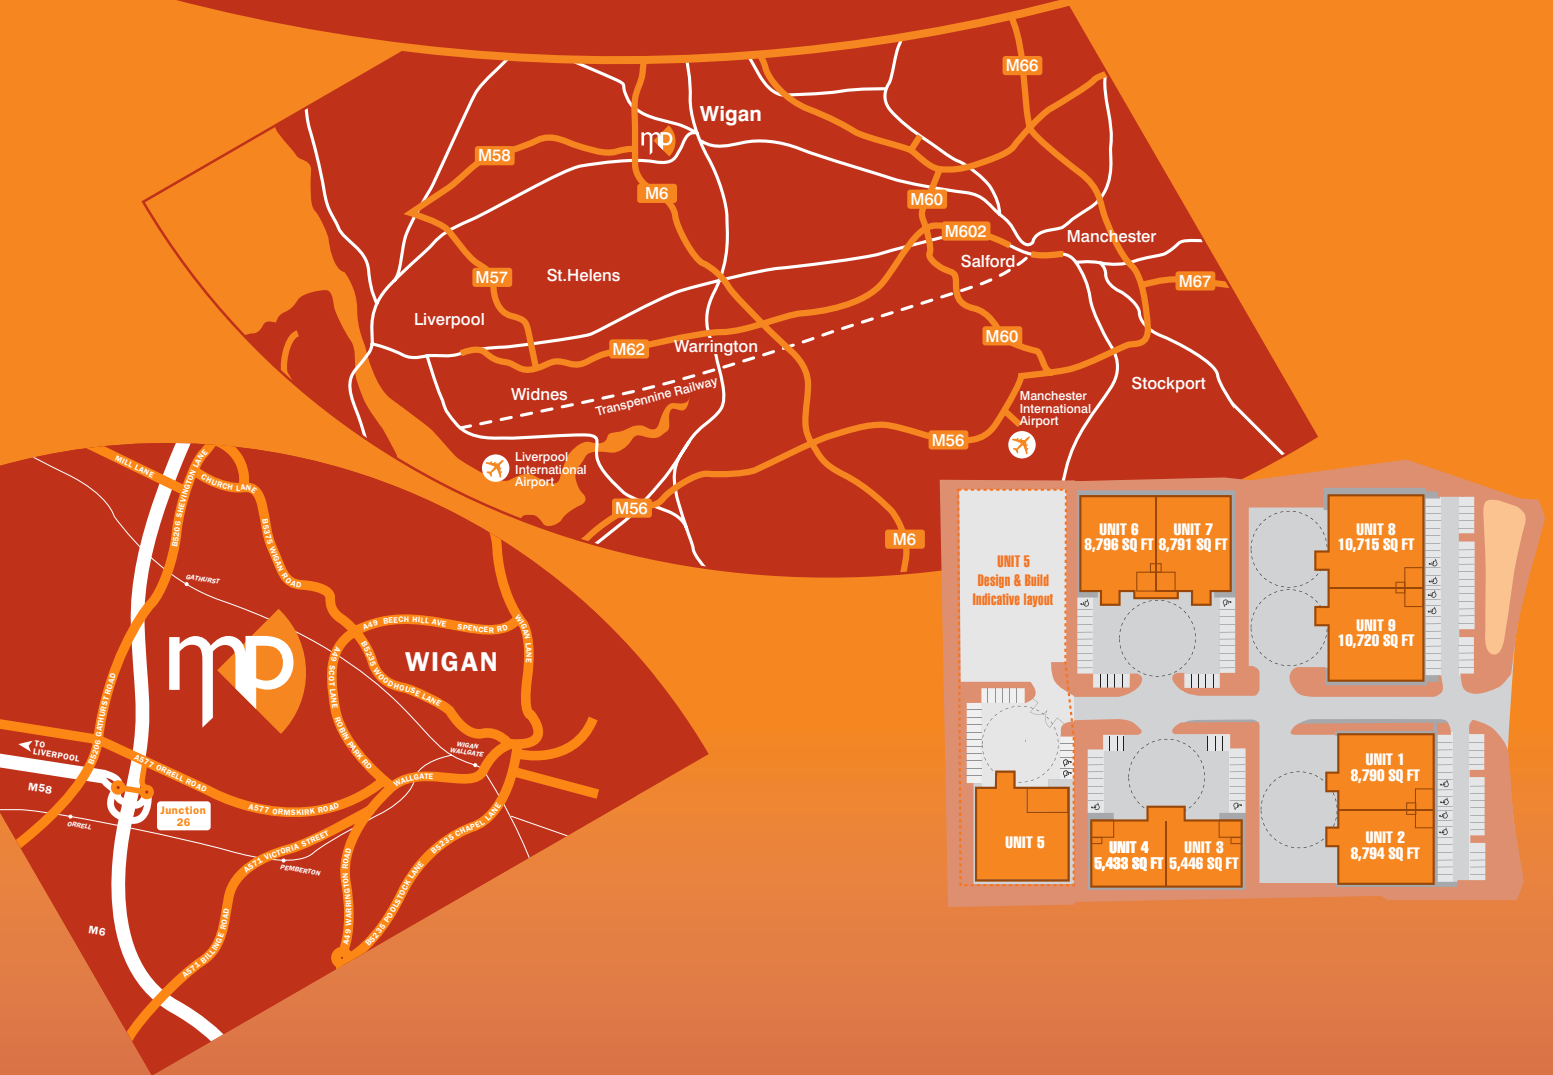 M66
Wigan
mp
M58
M6
M60
M602
Manchester
Salford
M57
St.Helens
M67
Liverpool
M60
M62
Warrington
Widnes
Transpennine Railway
Stockport
Manchester
International
Airport
M56
Liverpool
International
Airport
M56
M6
MILL LANE
B5206 SHEVINGTON LANE
CHURCH LANE
B5375 WIGAN ROAD
GATHURST
A49 BEECH HILL AVE
SPENCER RD
WIGAN LANE
mp
WIGAN
B5235 WOODHOUSE LANE
A49 SCOT LANE
ROBIN PARK RD
B5206 GATHURST ROAD
TO
LIVERPOOL
A577 ORRELL ROAD
WIGAN
WALLGATE
WALLGATE
M58
Junction
26
A577 ORMSKIRK ROAD
ORRELL
A571 VICTORIA STREET
PEMBERTON
B5235 CHAPEL LANE
A49 WARRINGTON ROAD
B5235 POOLSTOCK LANE
M6
A571 BILLINGE ROAD
UNIT 6
8,796 SQ FT
UNIT 7
8,791 SQ FT
UNIT 8
10,715 SQ FT
UNIT 5
Design & Build
Indicative layout
UNIT 9
10,720 SQ FT
UNIT 1
8,790 SQ FT
UNIT 5
UNIT 4
5,433 SQ FT
UNIT 3
5,446 SQ FT
UNIT 2
8,794 SQ FT